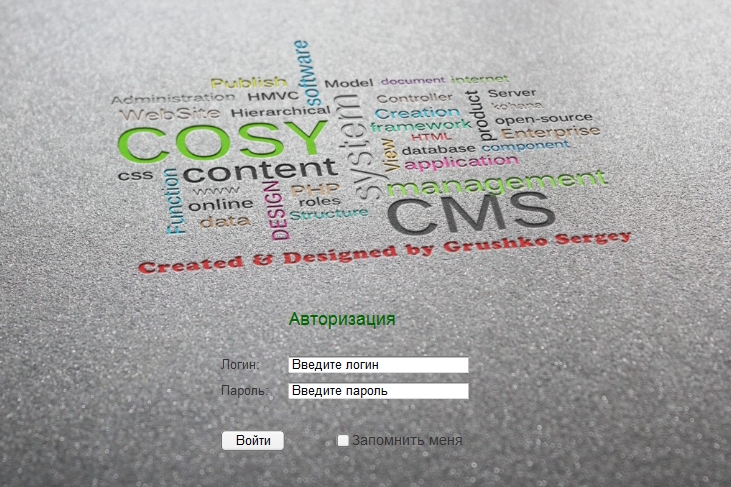 software
Publish Model document internet
Administration HMVC Controller Server
WebSite Hierarchical system Creation product kohana
COSY framework open-source
HTML Enterprise
css content view database component
application
Function www DESIGN PHP management
online roles CMS
data Structure
Created & Designed by Grushko Sergey
Авторизация
Логин: Введите логин
Пароль: Введите пароль
Войти Запомнить меня